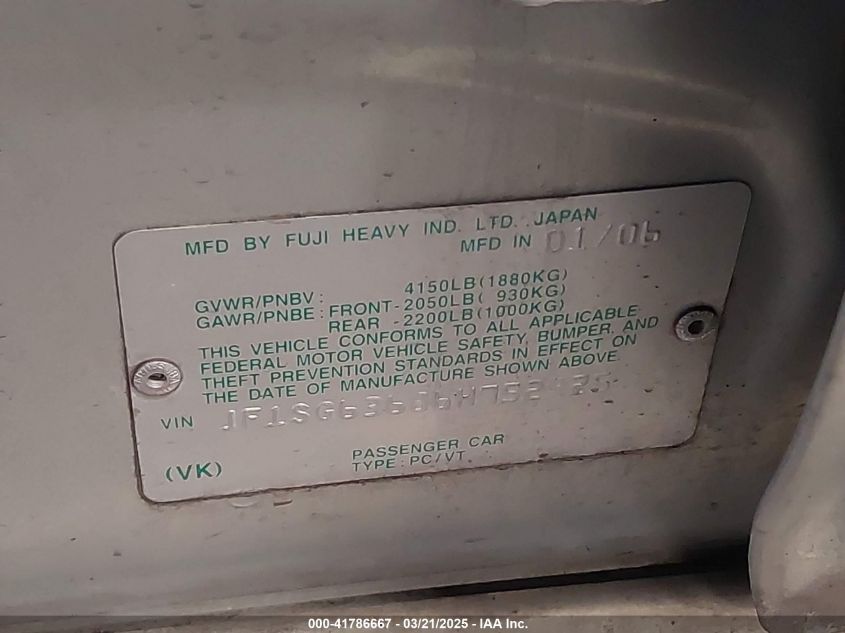 MFD BY FUJI HEAVY IND. LTD. JAPAN
MFD IN 01/06
GVWR/PNBV: 4150LB(1880KG)
GAWR/PNBE: FRONT-2050LB( 930KG)
REAR -2200LB(1000KG)
THIS VEHICLE CONFORMS TO ALL APPLICABLE
FEDERAL MOTOR VEHICLE SAFETY, BUMPER, AND
THEFT PREVENTION STANDARDS IN EFFECT ON
THE DATE OF MANUFACTURE SHOWN ABOVE.
VIN
PASSENGER CAR
(VK) TYPE: PC/VT.
000-41786667 - 03/21/2025 - IAA Inc.